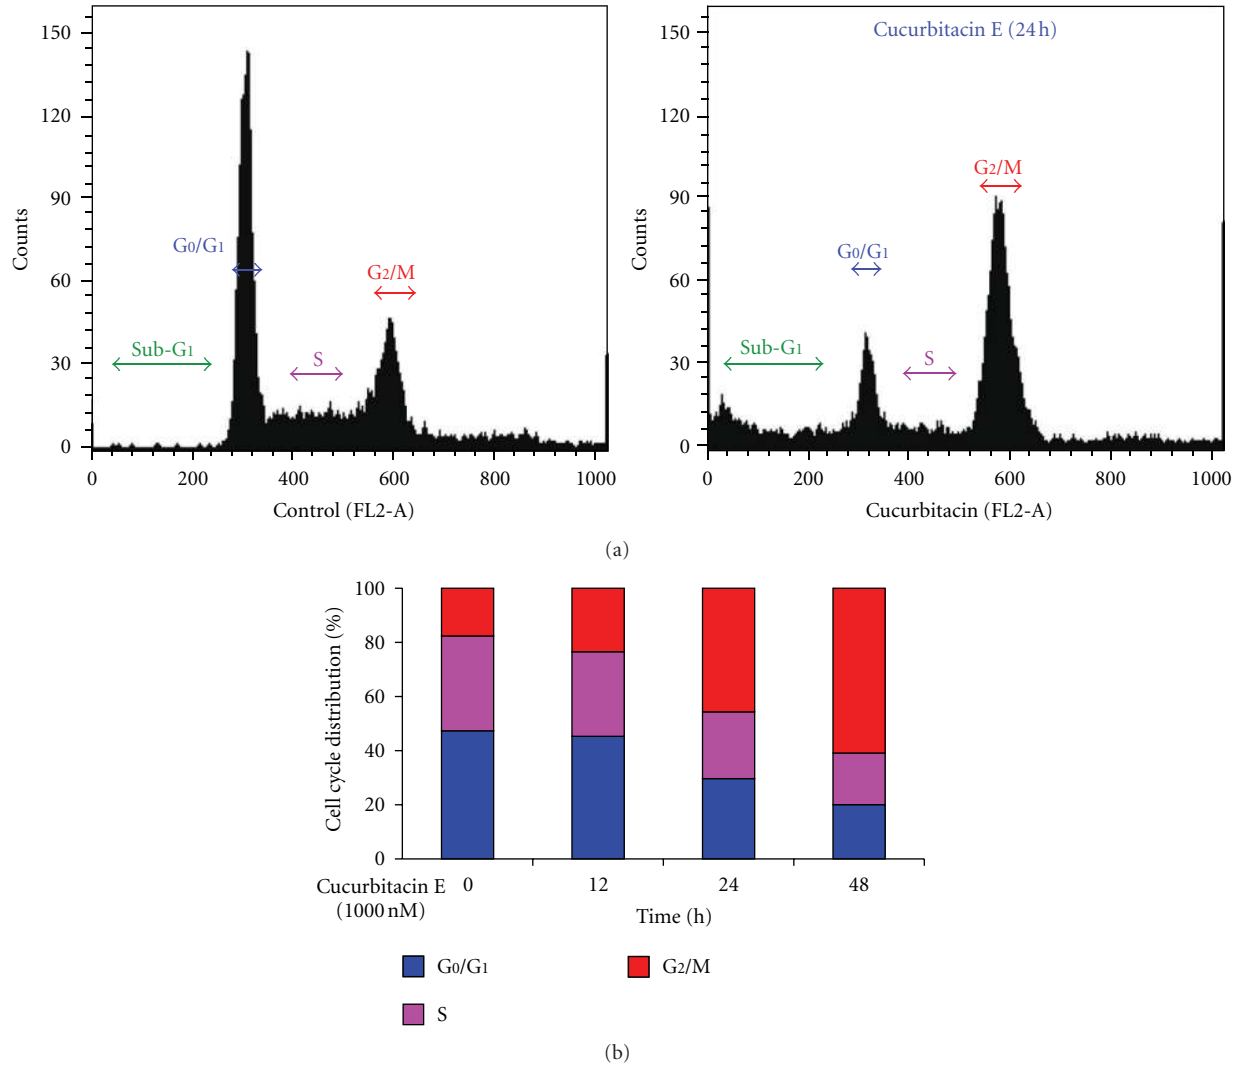 150
120
90
60
30
0
Counts
G0/G1
G2/M
Sub-G1
S
0 200 400 600 800 1000
Control (FL2-A)
Cucurbitacin E (24 h)
150
120
90
60
30
0
Counts
G2/M
G0/G1
Sub-G1
S
0 200 400 600 800 1000
Cucurbitacin (FL2-A)
(a)
100
80
60
40
20
0
Cell cycle distribution (%)
Cucurbitacin E 0 12 24 48
(1000 nM)
Time (h)
G0/G1
G2/M
S
(b)